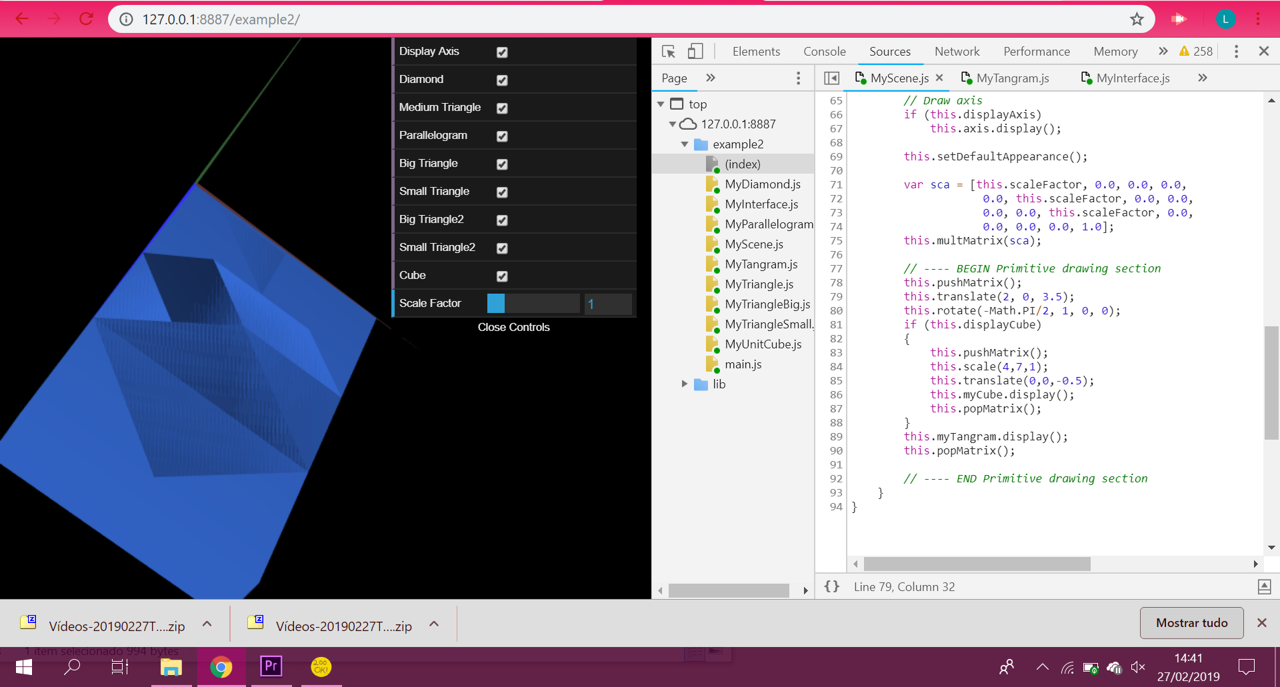 127.0.0.1:8887/example2/
L
Display Axis
Diamond
Medium Triangle
Parallelogram
Big Triangle
Small Triangle
Big Triangle2
Small Triangle2
Cube
Scale Factor 1
Close Controls
Elements Console Sources Network Performance Memory » 258
Page » MyScene.js × MyTangram.js MyInterface.js »
top
127.0.0.1:8887
example2
(index)
MyDiamond.js
MyInterface.js
MyParallelogram
MyScene.js
MyTangram.js
MyTriangle.js
MyTriangleBig.js
MyTriangleSmall.
MyUnitCube.js
main.js
lib
65 // Draw axis
66 if (this.displayAxis)
67 this.axis.display();
68
69 this.setDefaultAppearance();
70
71 var sca = [this.scaleFactor, 0.0, 0.0, 0.0,
72 0.0, this.scaleFactor, 0.0, 0.0,
73 0.0, 0.0, this.scaleFactor, 0.0,
74 0.0, 0.0, 0.0, 1.0];
75 this.multMatrix(sca);
76
77 // ---- BEGIN Primitive drawing section
78 this.pushMatrix();
79 this.translate(2, 0, 3.5);
80 this.rotate(-Math.PI/2, 1, 0, 0);
81 if (this.displayCube)
82 {
83 this.pushMatrix();
84 this.scale(4,7,1);
85 this.translate(0,0,-0.5);
86 this.myCube.display();
87 this.popMatrix();
88 }
89 this.myTangram.display();
90 this.popMatrix();
91
92 // ---- END Primitive drawing section
93 }
94 }
{} Line 79, Column 32
Vídeos-20190227T....zip
Vídeos-20190227T....zip
Mostrar tudo
1 item selecionado 994 bytes
Pr
14:41
27/02/2019